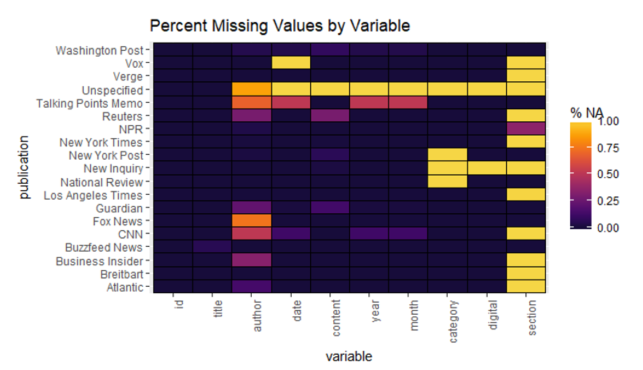 Percent Missing Values by Variable
Washington Post
Vox
Verge
Unspecified
Talking Points Memo
Reuters
NPR
New York Times
New York Post
New Inquiry
National Review
Los Angeles Times
Guardian
Fox News
CNN
Buzzfeed News
Business Insider
Breitbart
Atlantic
publication
id
title
author
date
content
year
month
category
digital
section
variable
% NA
1.00
0.75
0.50
0.25
0.00